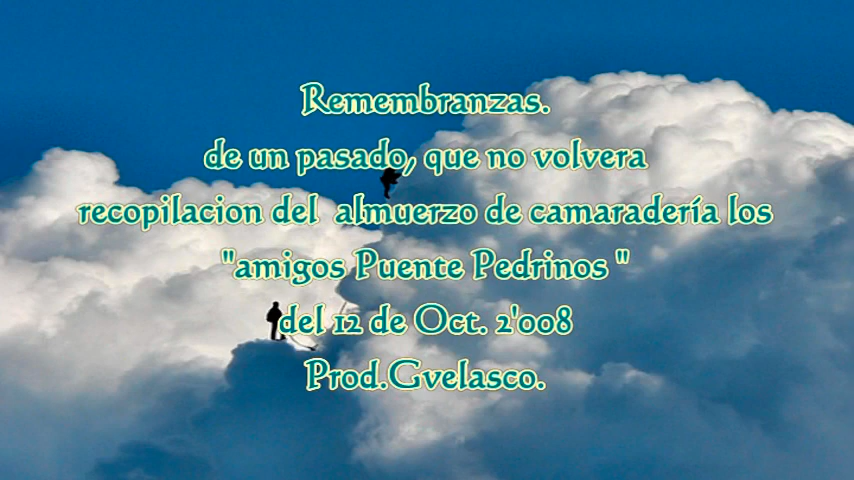 Remembranzas.
de un pasado, que no volvera
recopilacion del almuerzo de camaradería los
"amigos Puente Pedrinos "
del 12 de Oct. 2'008
Prod.Gvelasco.